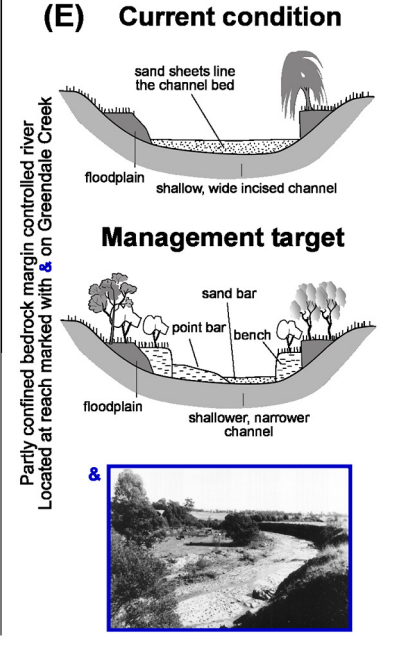 (E) Current condition
sand sheets line
the channel bed
floodplain
shallow, wide incised channel
Partly confined bedrock margin controlled river
Located at reach marked with & on Greendale Creek
Management target
sand bar
point bar
bench
floodplain
shallower, narrower
channel
&